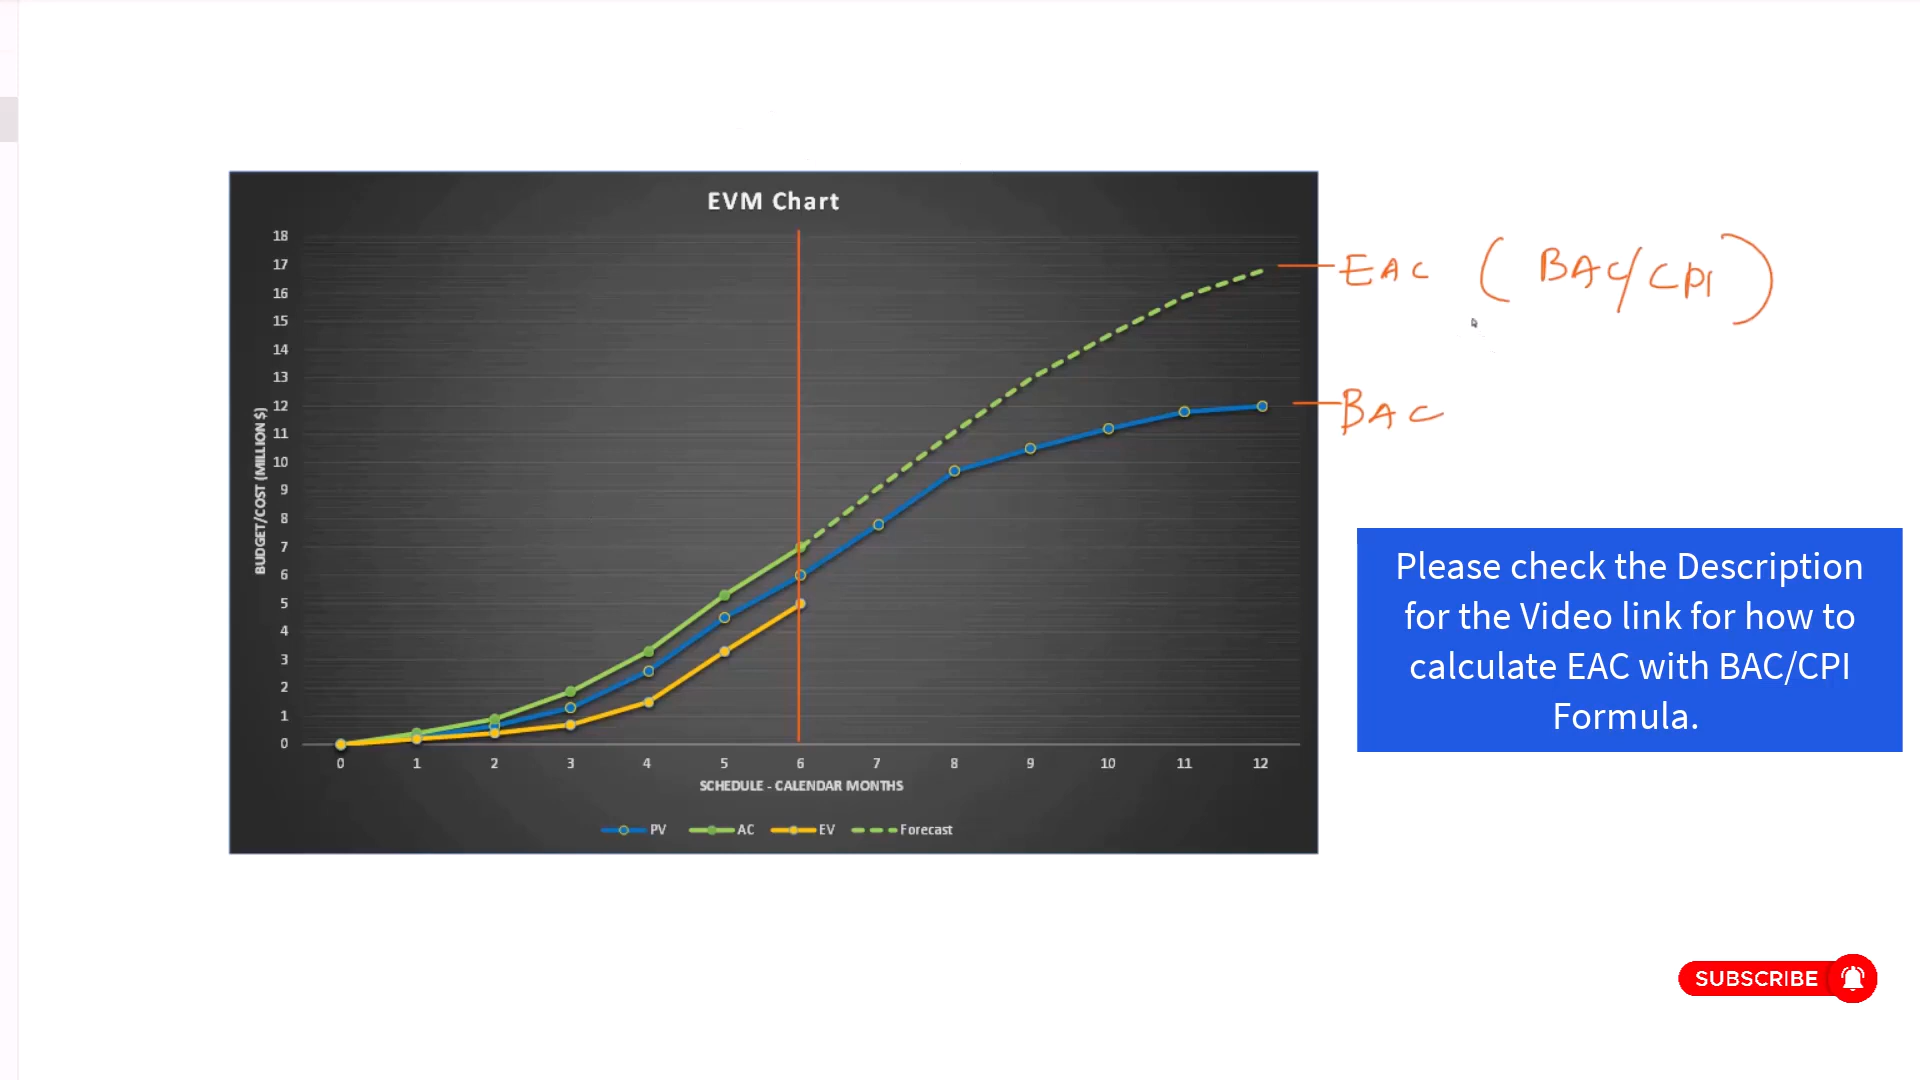 EVM Chart
18
17
16
15
14
13
12
11
10
9
8
7
6
5
4
3
2
1
0
BUDGET/COST (MILLION $)
0 1 2 3 4 5 6 7 8 9 10 11 12
SCHEDULE - CALENDAR MONTHS
PV AC EV Forecast
EAC (BAC/CPI)
BAC
Please check the Description
for the Video link for how to
calculate EAC with BAC/CPI
Formula.
SUBSCRIBE